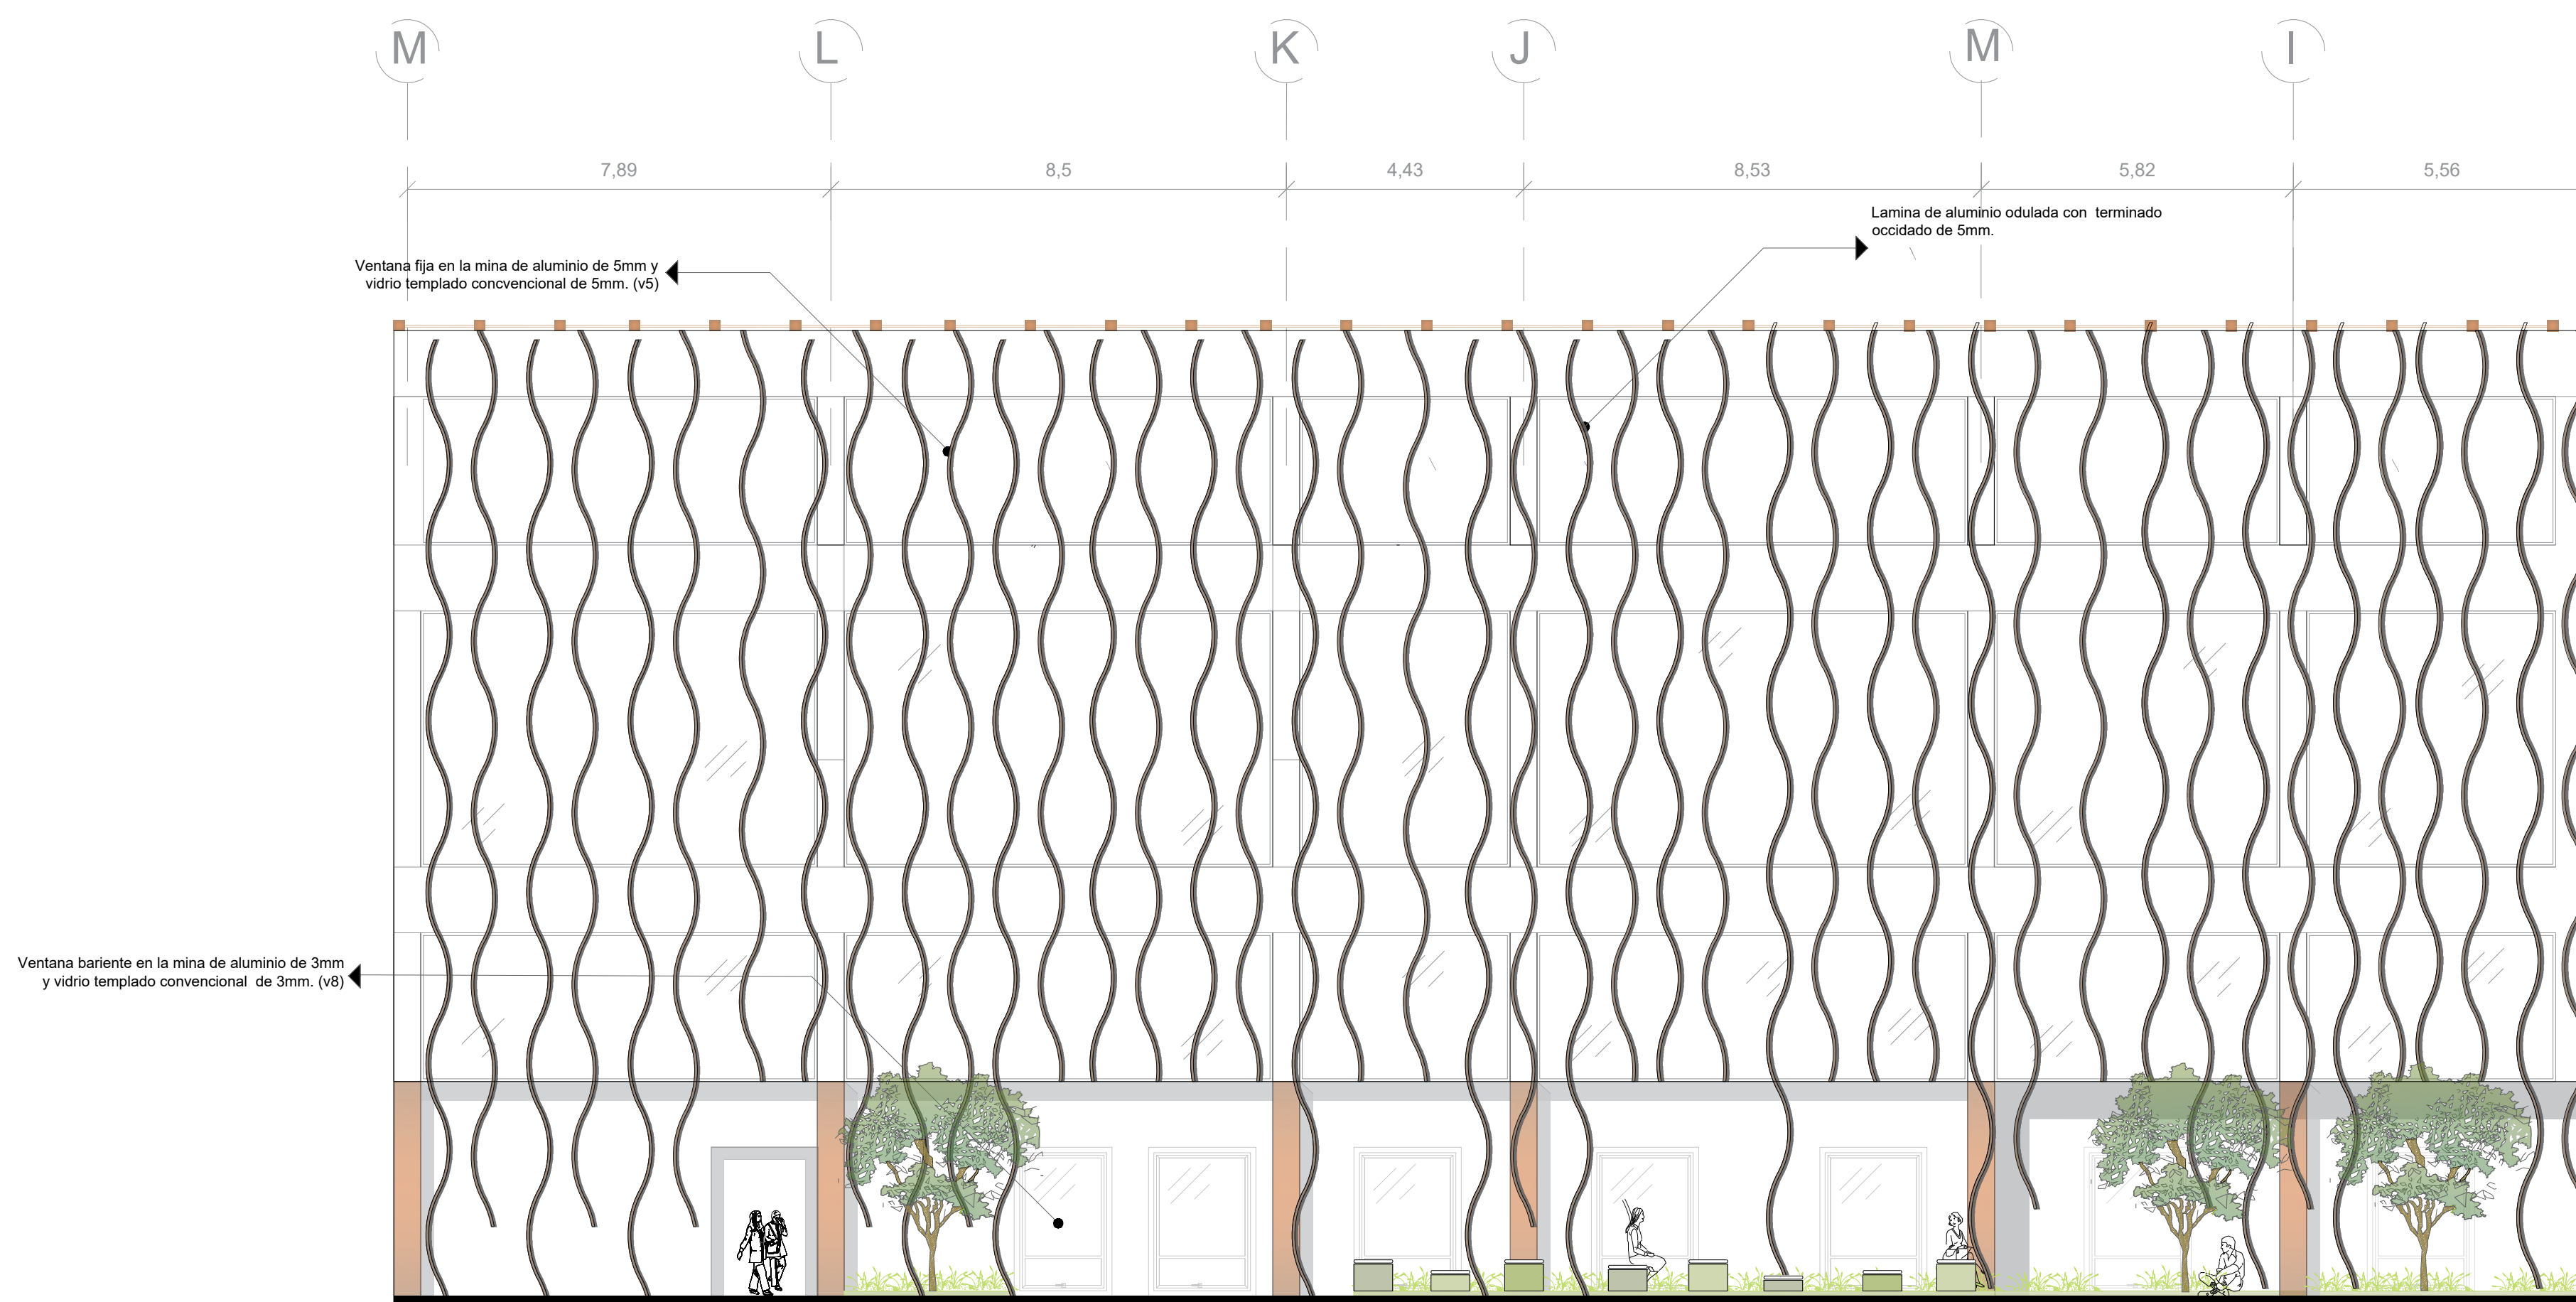 M L K J M I
7,89 8,5 4,43 8,53 5,82 5,56
Lamina de aluminio odulada con terminado
occidado de 5mm.
Ventana fija en la mina de aluminio de 5mm y
vidrio templado concvencional de 5mm. (v5)
Ventana bariente en la mina de aluminio de 3mm
y vidrio templado convencional de 3mm. (v8)